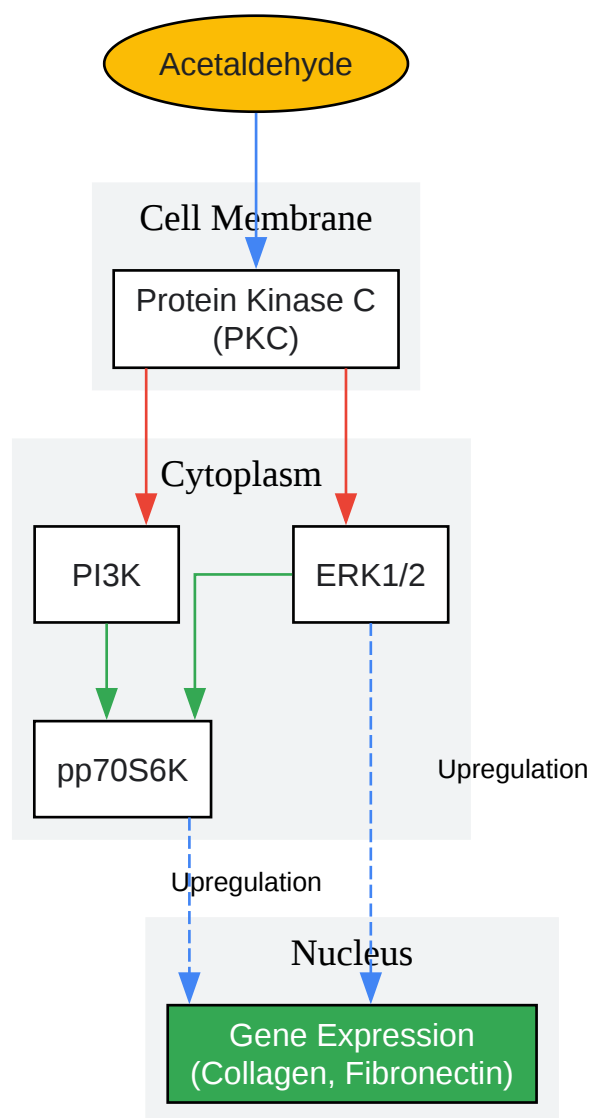 Acetaldehyde
Cell Membrane
Protein Kinase C
(PKC)
Cytoplasm
PI3K
ERK1/2
pp70S6K
Upregulation
Upregulation
Nucleus
Gene Expression
(Collagen, Fibronectin)